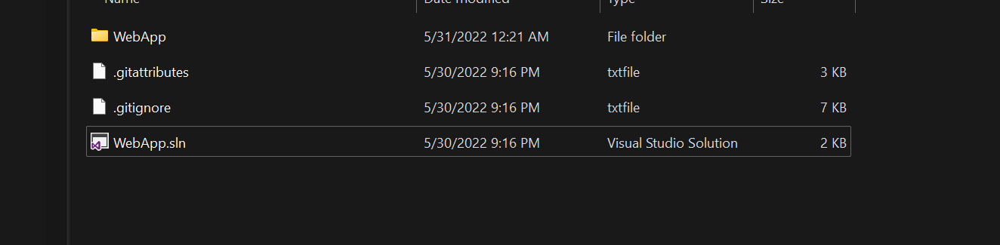 Name Date modified Type Size
WebApp 5/31/2022 12:21 AM File folder
.gitattributes 5/30/2022 9:16 PM txtfile 3 KB
.gitignore 5/30/2022 9:16 PM txtfile 7 KB
WebApp.sln 5/30/2022 9:16 PM Visual Studio Solution 2 KB